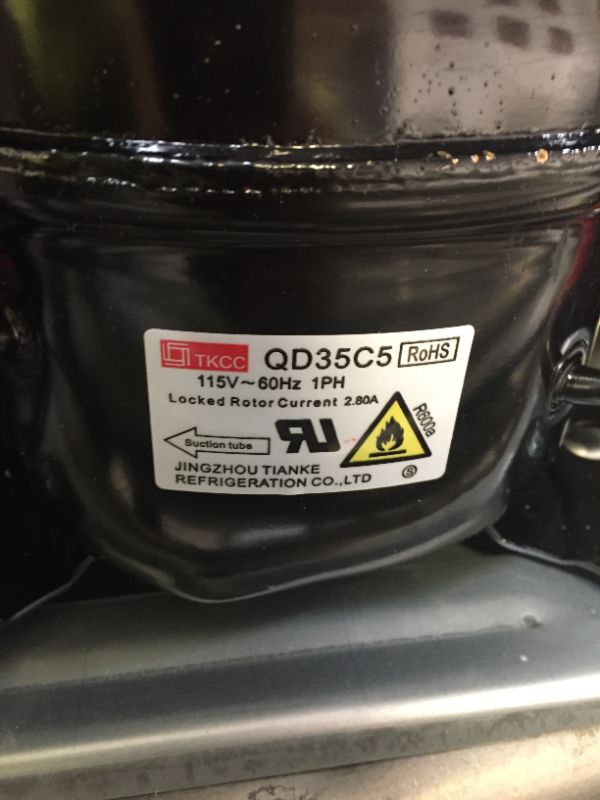 TKCC QD35C5 RoHS
115V~60Hz 1PH
Locked Rotor Current 2.80A
R600a
Suction tube
JINGZHOU TIANKE
REFRIGERATION CO.,LTD
S